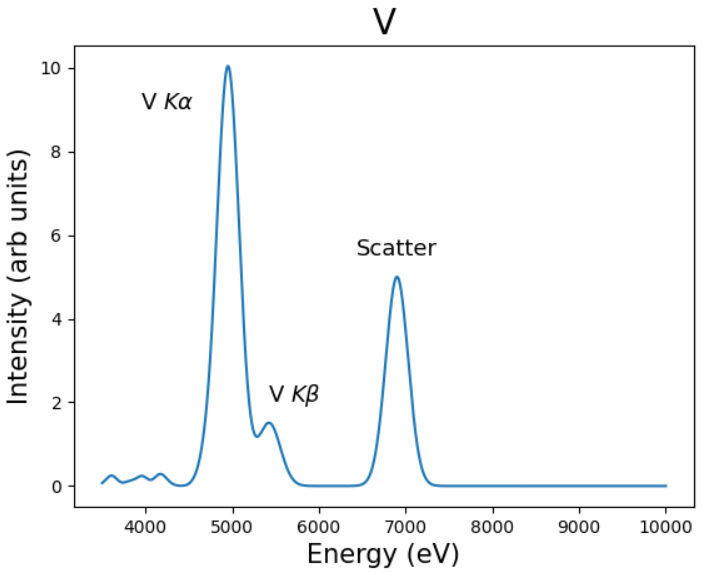 V
V Kα
Scatter
V Kβ
Intensity (arb units)
10
8
6
4
2
0
4000 5000 6000 7000 8000 9000 10000
Energy (eV)